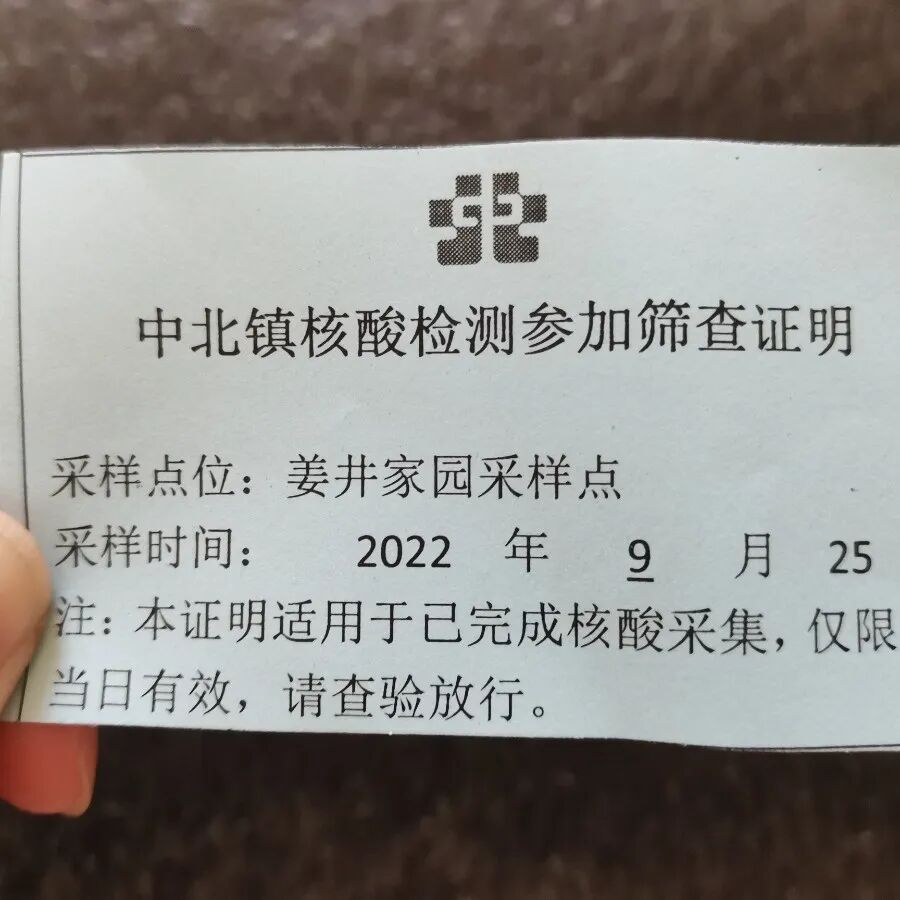 中北镇核酸检测参加筛查证明
采样点位：姜井家园采样点
采样时间： 2022 年 9 月 25
注：本证明适用于已完成核酸采集，仅限
当日有效，请查验放行。